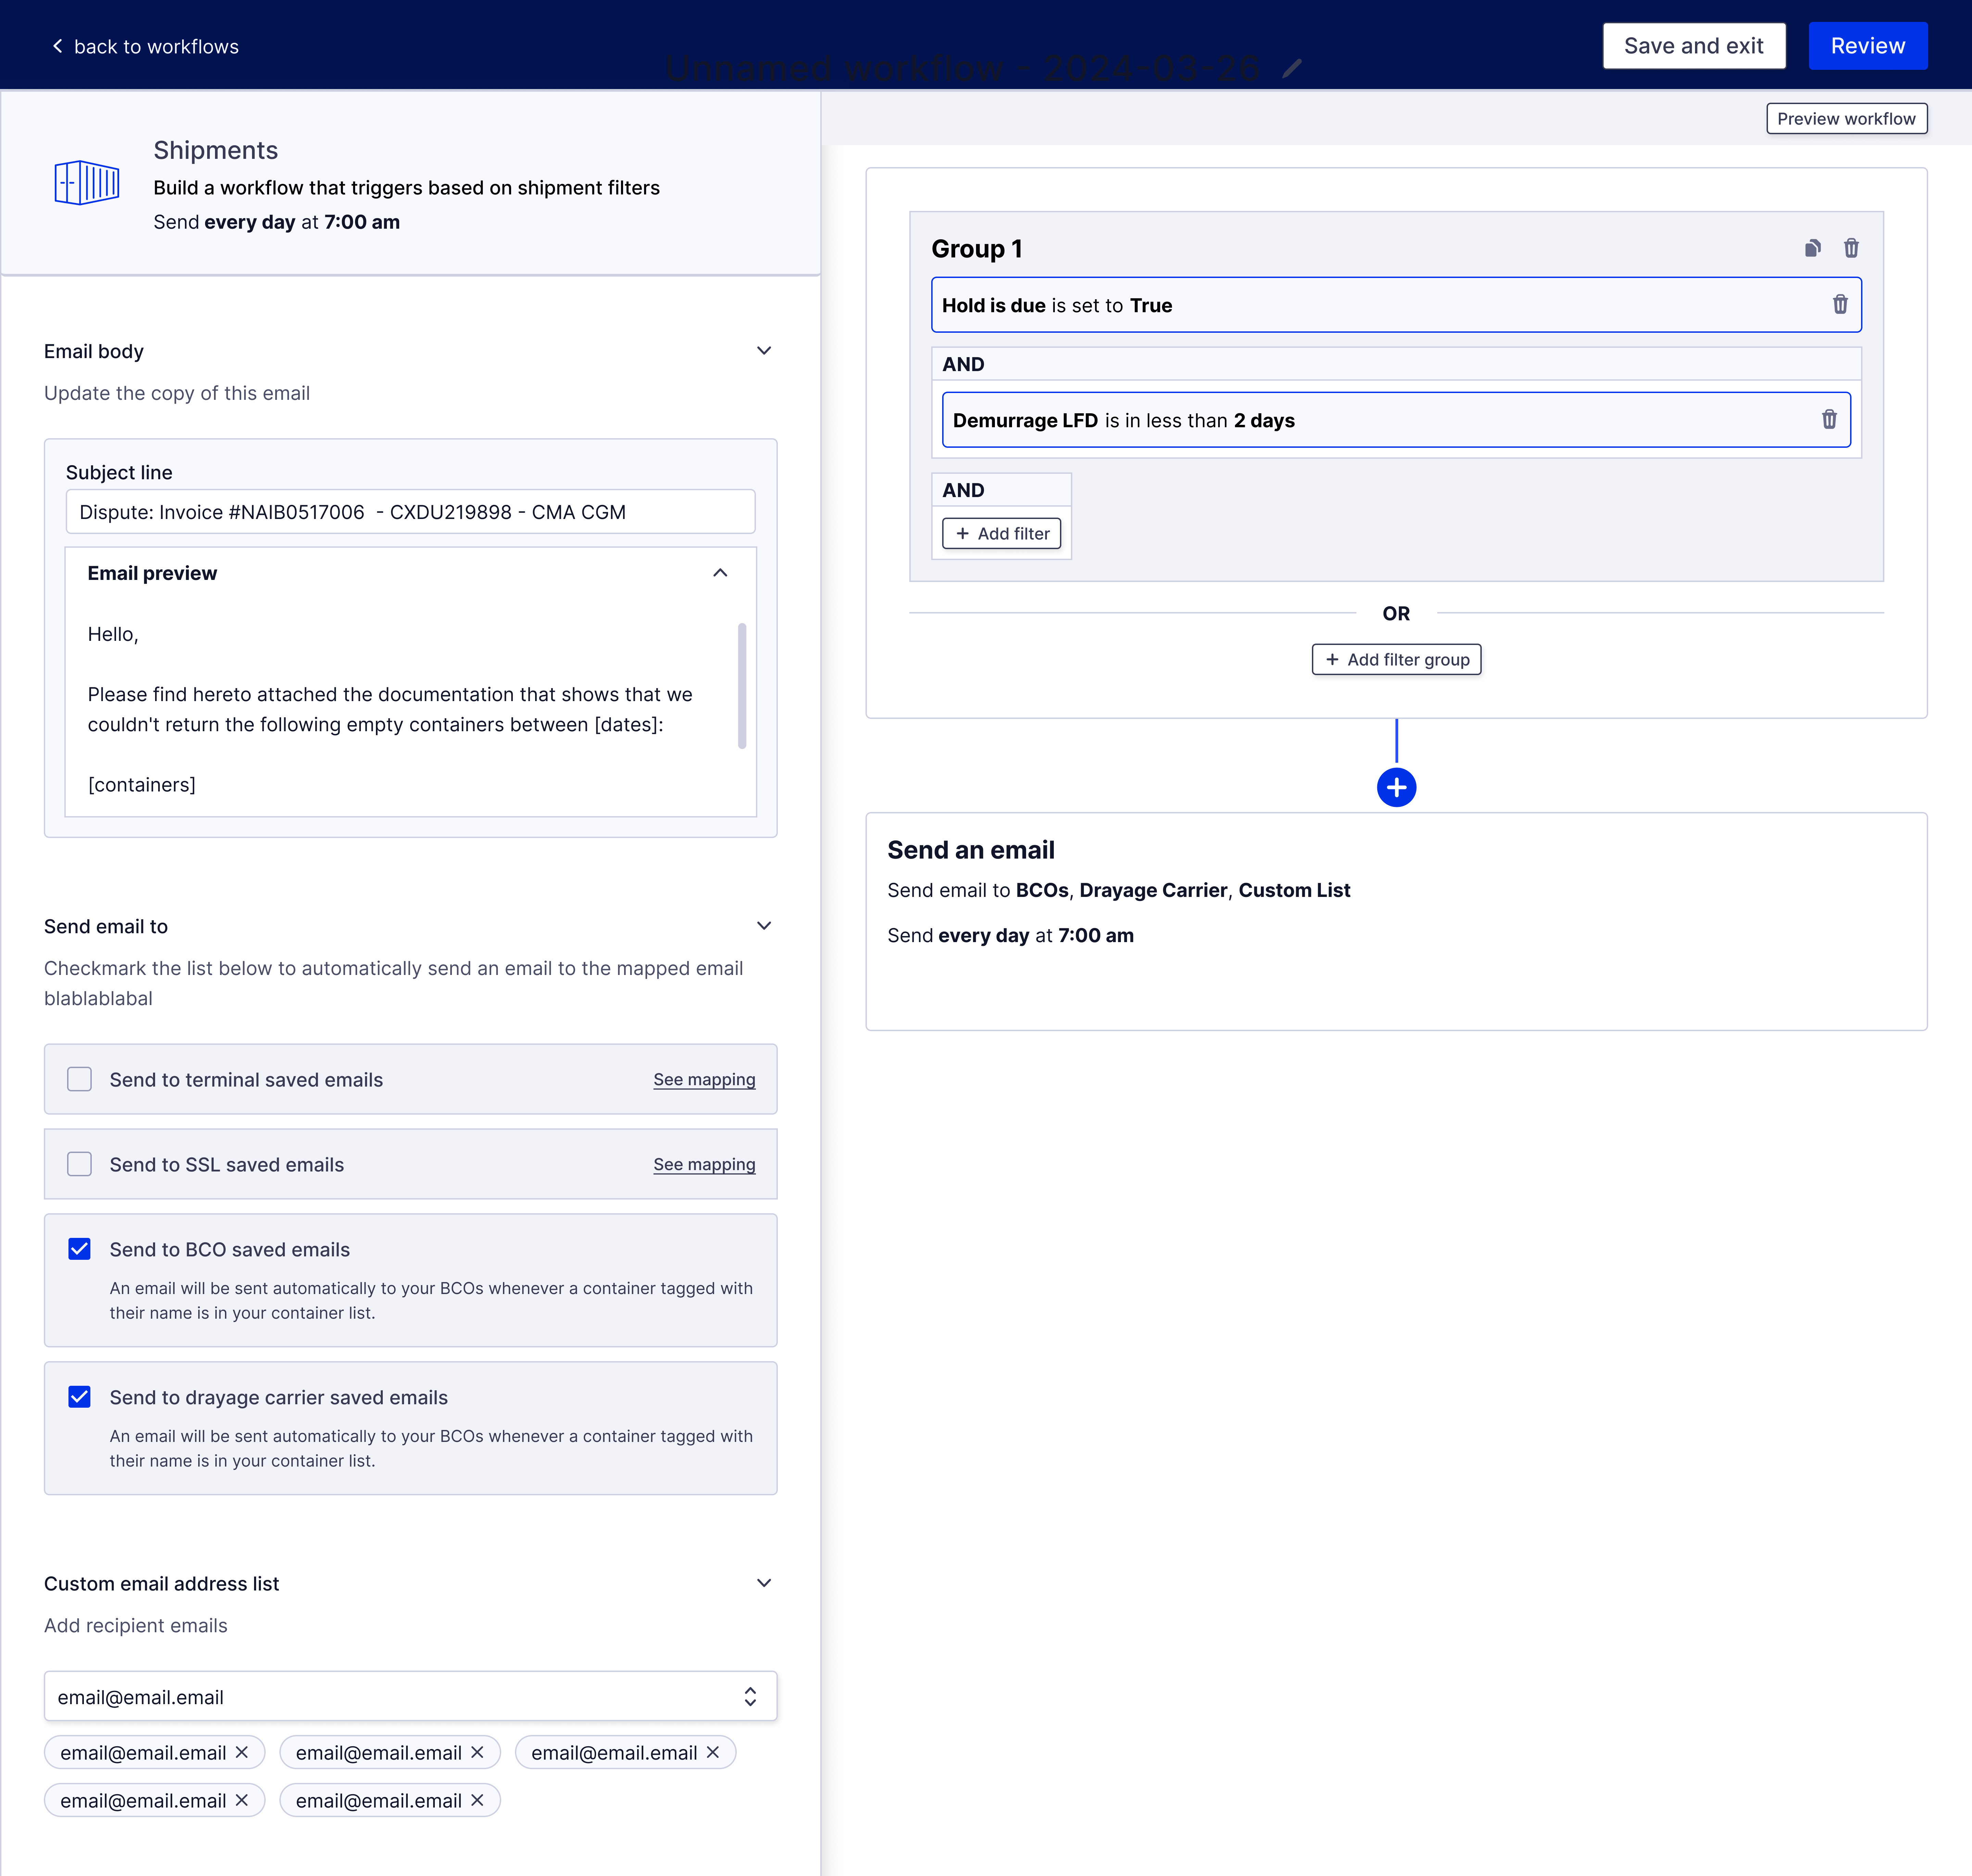 back to workflows
Unnamed workflow - 2024-03-26
Save and exit
Review
Shipments
Build a workflow that triggers based on shipment filters
Send every day at 7:00 am
Email body
Update the copy of this email
Subject line
Dispute: Invoice #NAIB0517006 - CXDU219898 - CMA CGM
Email preview
Hello,
Please find hereto attached the documentation that shows that we
couldn't return the following empty containers between [dates]:
[containers]
Send email to
Checkmark the list below to automatically send an email to the mapped email
blablablabal
Send to terminal saved emails
See mapping
Send to SSL saved emails
See mapping
Send to BCO saved emails
An email will be sent automatically to your BCOs whenever a container tagged with
their name is in your container list.
Send to drayage carrier saved emails
An email will be sent automatically to your BCOs whenever a container tagged with
their name is in your container list.
Custom email address list
Add recipient emails
email@email.email
email@email.email
email@email.email
email@email.email
email@email.email
email@email.email
Preview workflow
Group 1
Hold is due is set to True
AND
Demurrage LFD is in less than 2 days
AND
+ Add filter
OR
+ Add filter group
Send an email
Send email to BCOs, Drayage Carrier, Custom List
Send every day at 7:00 am